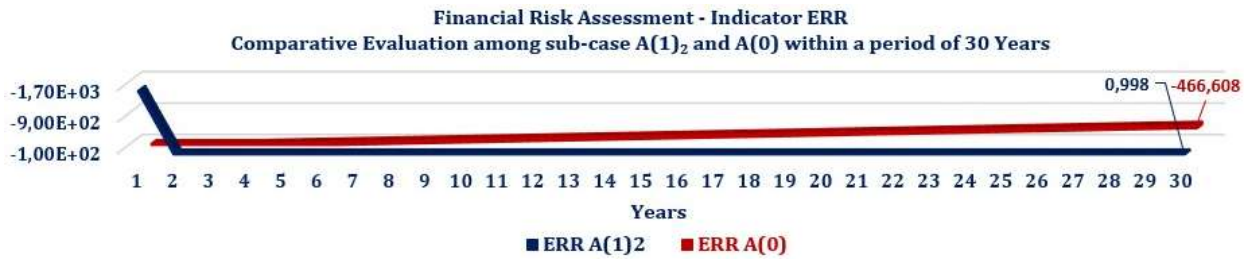 Financial Risk Assessment - Indicator ERR
Comparative Evaluation among sub-case A(1)₂ and A(0) within a period of 30 Years
0,998 -466,608
-1,70E+03
-9,00E+02
-1,00E+02
1 2 3 4 5 6 7 8 9 10 11 12 13 14 15 16 17 18 19 20 21 22 23 24 25 26 27 28 29 30
Years
ERR A(1)2 ERR A(0)